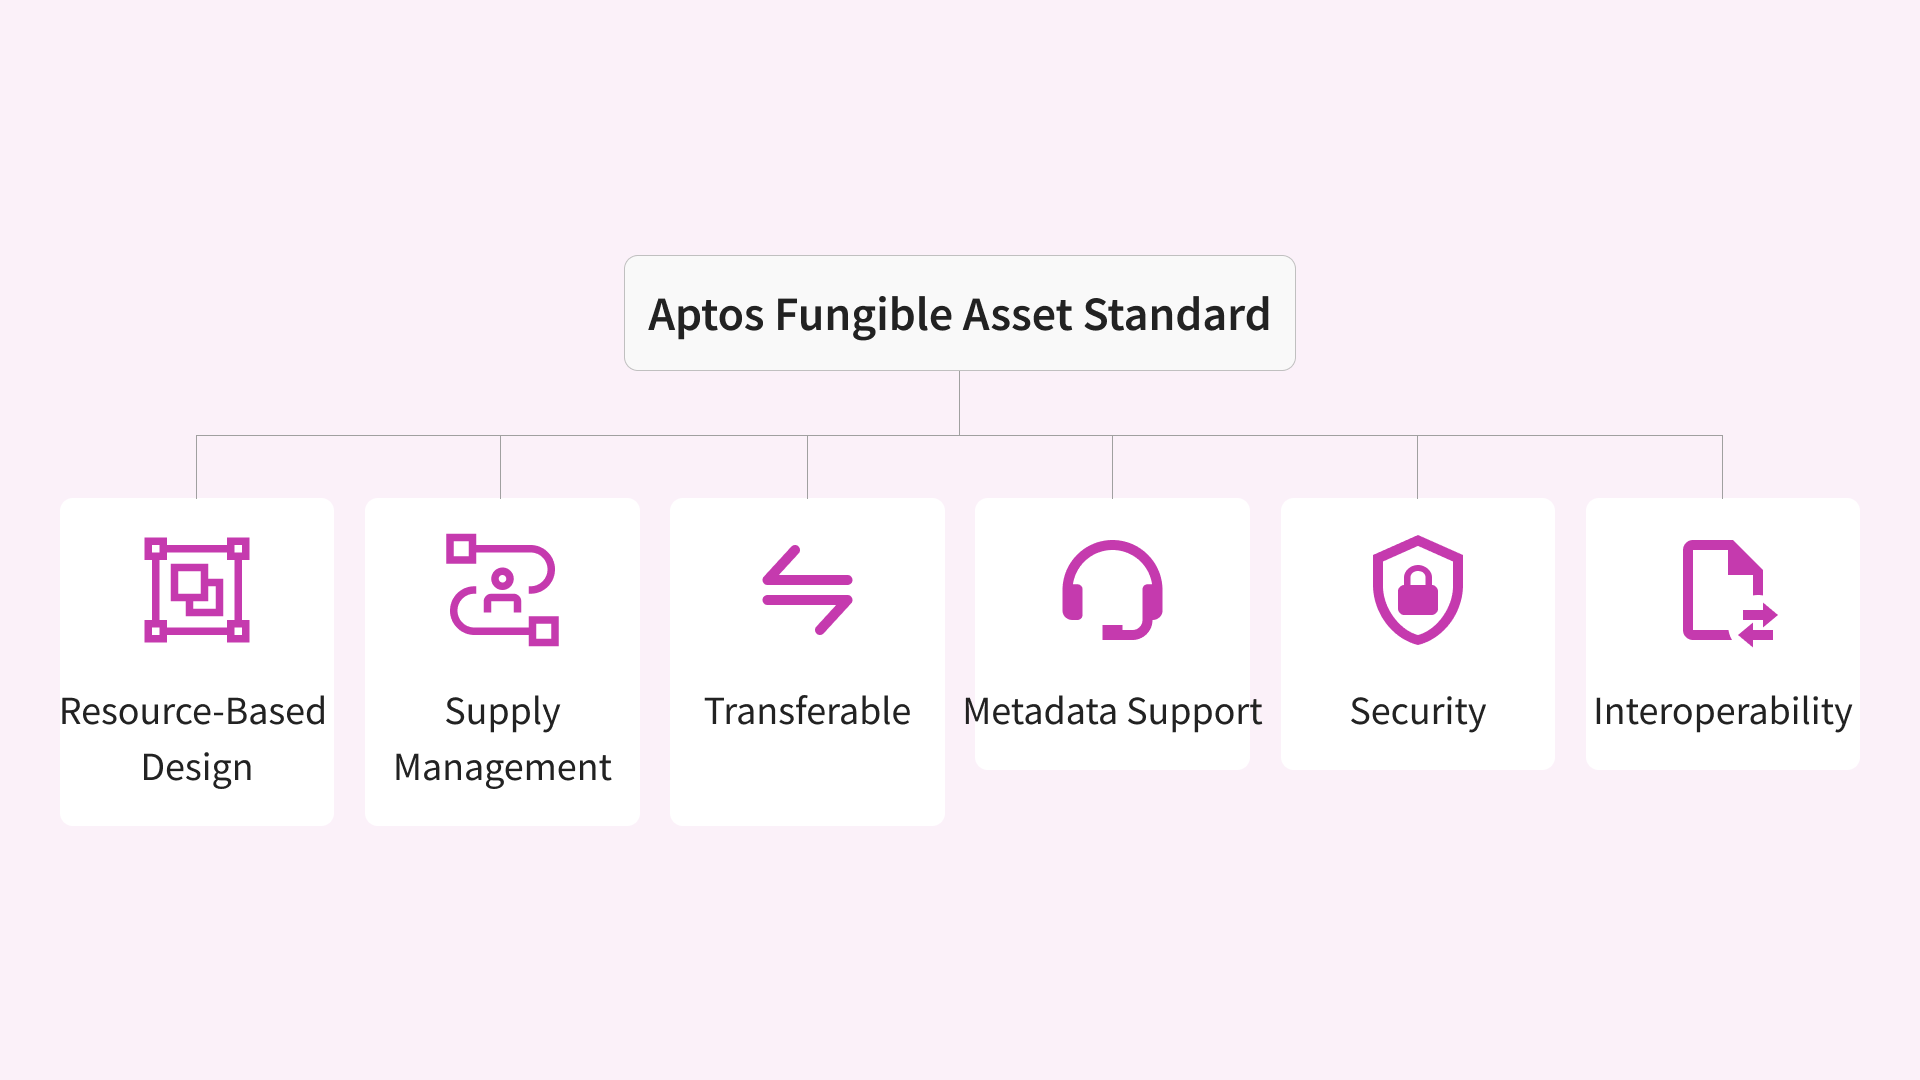 Aptos Fungible Asset Standard
Resource-Based
Design
Supply
Management
Transferable
Metadata Support
Security
Interoperability